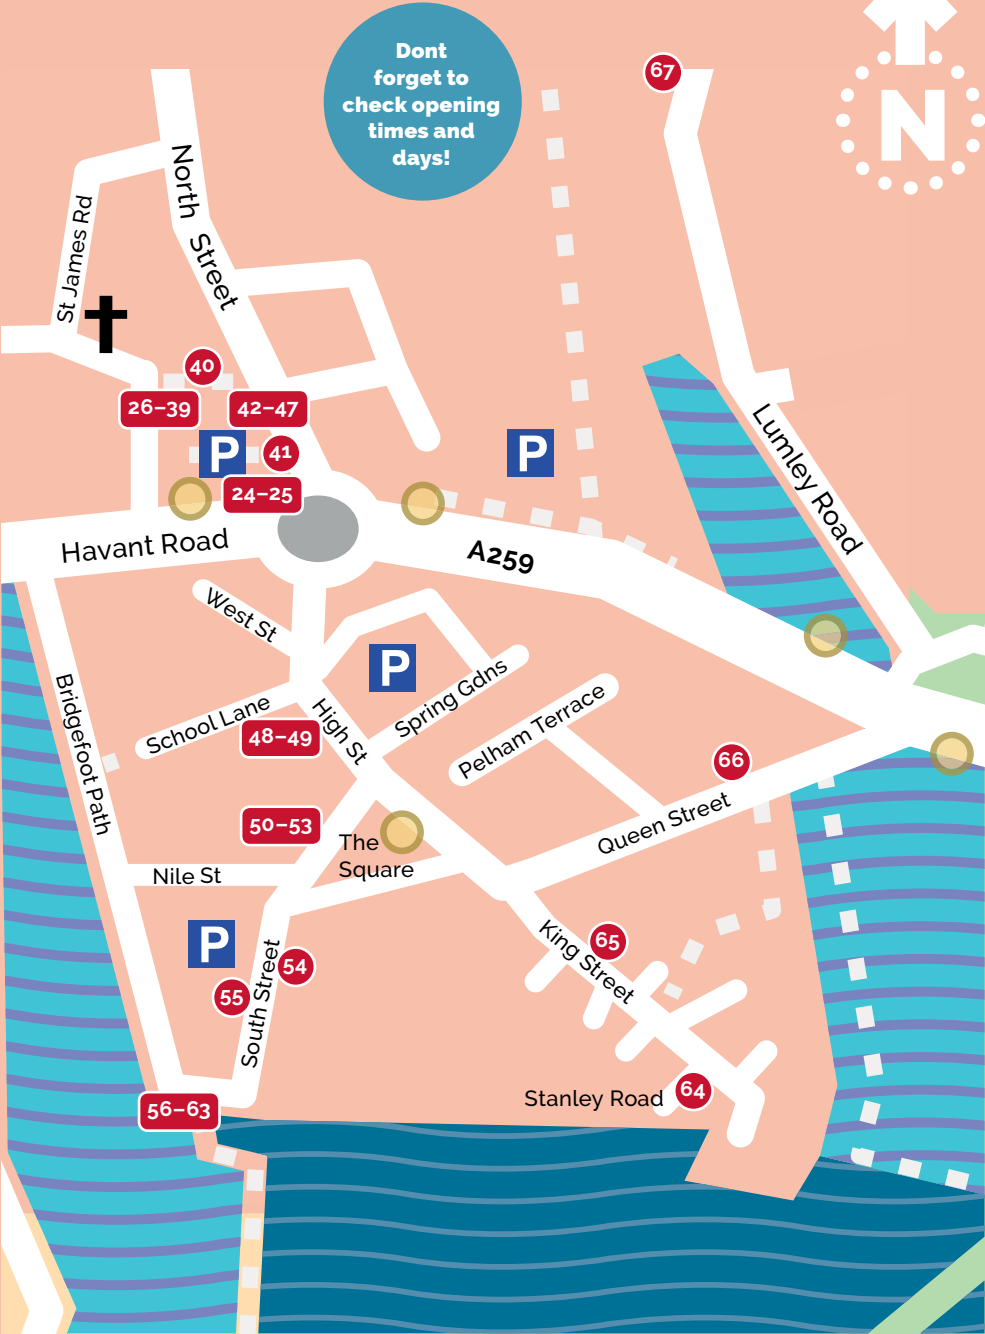 Dont
forget to
check opening
times and
days!
67
N
North Street
St James Rd
40
26–39
42–47
P
41
P
24–25
Havant Road
A259
Lumley Road
West St
P
Spring Gdns
Bridgefoot Path
School Lane
High St
Pelham Terrace
48–49
66
50–53
The
Square
Queen Street
Nile St
P
54
55
South Street
65
King Street
56–63
Stanley Road
64